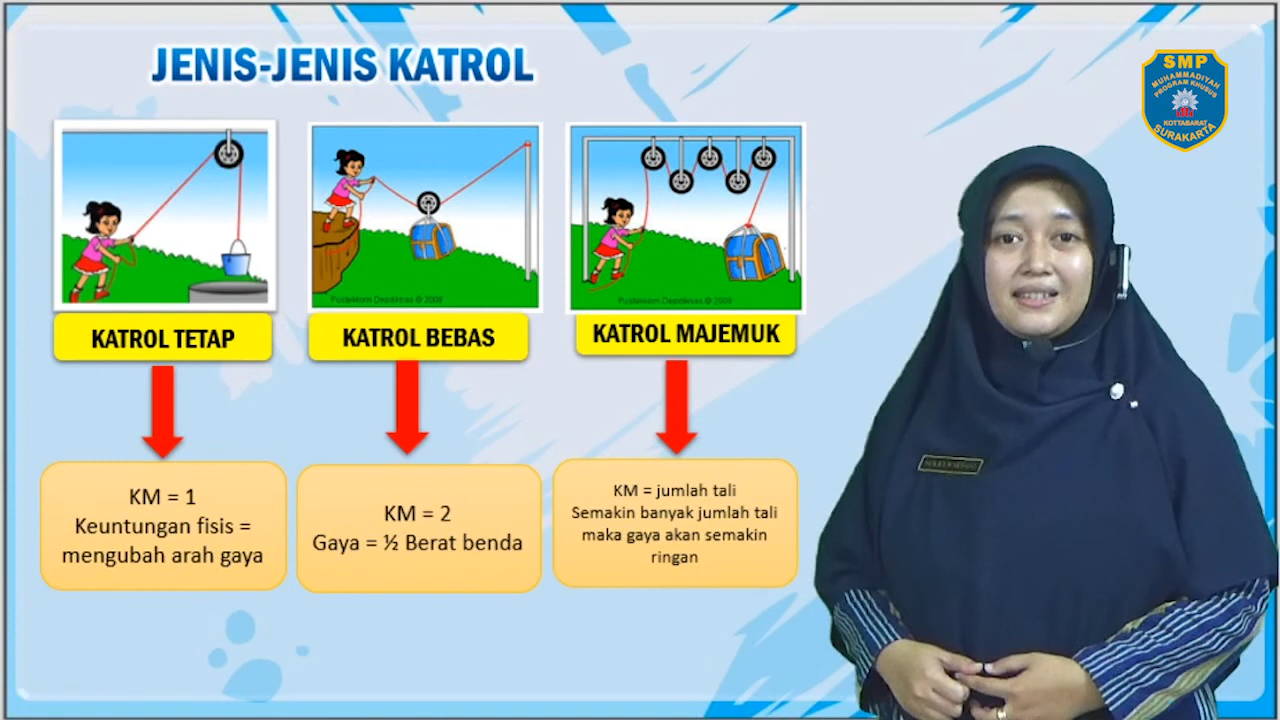 JENIS-JENIS KATROL
SMP
MUHAMMADIYAH
PROGRAM KHUSUS
KOTTABARAT
SURAKARTA
Pustekkom Depdiknas @ 2008
Pustekkom Depdiknas @ 2008
KATROL TETAP
KATROL BEBAS
KATROL MAJEMUK
KM = 1
Keuntungan fisis =
mengubah arah gaya
KM = 2
Gaya = ½ Berat benda
KM = jumlah tali
Semakin banyak jumlah tali
maka gaya akan semakin
ringan